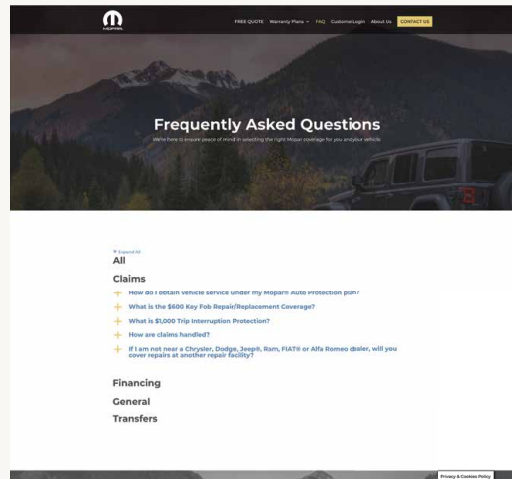 MOPAR
FREE QUOTE Warranty Plans FAQ CustomerLogin About Us CONTACT US
Frequently Asked Questions
We're here to ensure peace of mind in selecting the right Mopar coverage for you andyour vehicle.
Expand All
All
Claims
How do I obtain vehicle service under my Mopar® Auto Protection
What is the $600 Key Fob Repair/Replacement Coverage?
What is $1,000 Trip Interruption Protection?
How are claims handled?
If I am not near a Chrysler, Dodge, Jeep®, Ram, FIAT® or Alfa Romeo dealer, will you
cover repairs at another repair facility?
Financing
General
Transfers
Privacy & Cookies Policy